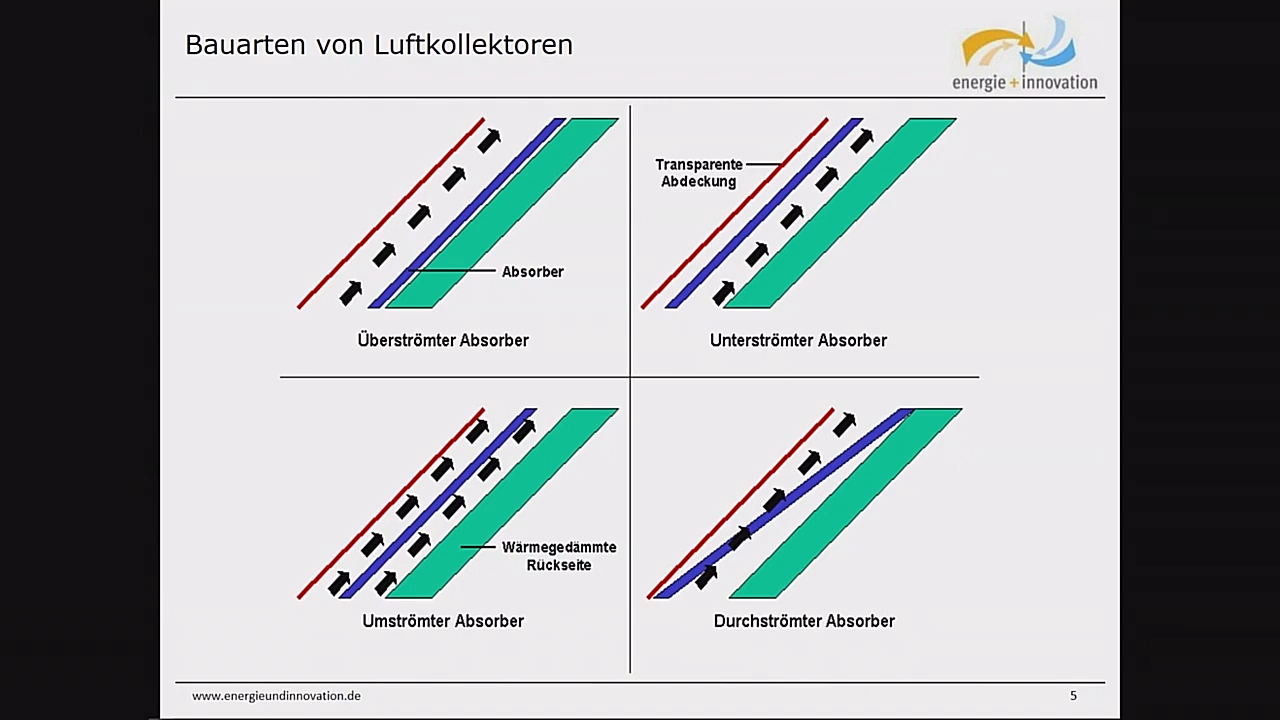 Bauarten von Luftkollektoren
energie + innovation
Absorber
Überströmter Absorber
Transparente
Abdeckung
Unterströmter Absorber
Wärmegedämmte
Rückseite
Umströmter Absorber
Durchströmter Absorber
www.energieundinnovation.de
5